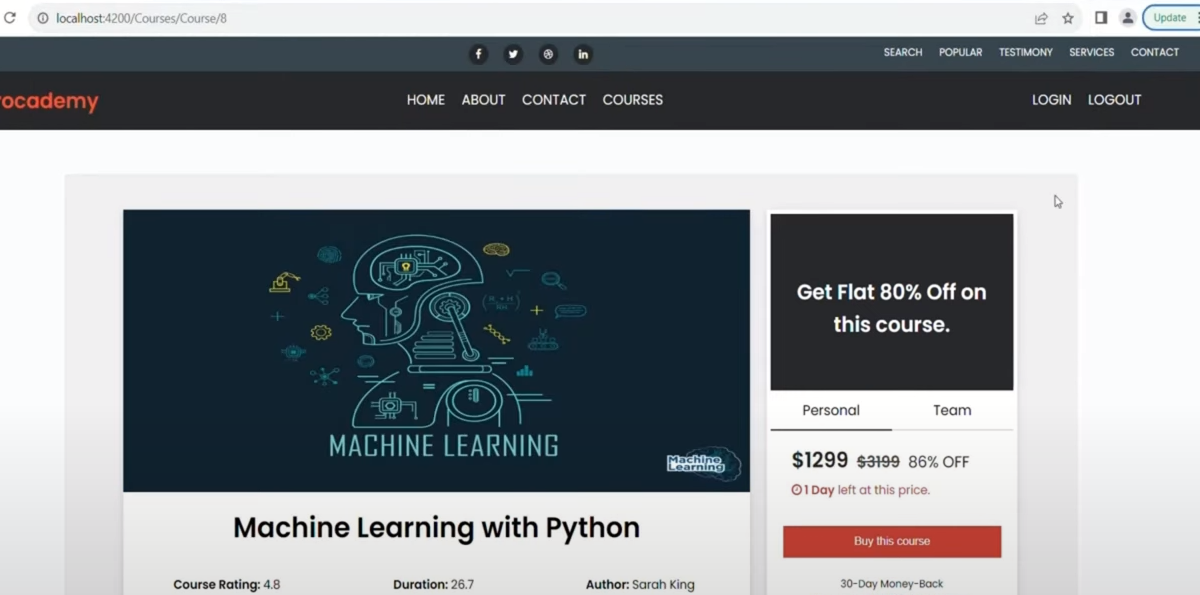 localhost:4200/Courses/Course/8
Update
SEARCH POPULAR TESTIMONY SERVICES CONTACT
ocademy
HOME ABOUT CONTACT COURSES
LOGIN LOGOUT
MACHINE LEARNING
Machine
Learning
Get Flat 80% Off on
this course.
Personal Team
$1299 $3199 86% OFF
1 Day left at this price.
Buy this course
30-Day Money-Back
Machine Learning with Python
Course Rating: 4.8 Duration: 26.7 Author: Sarah King